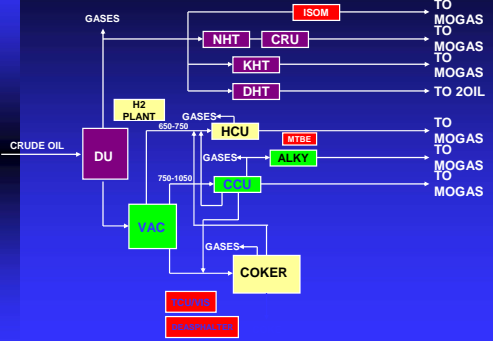 TO
MOGAS
ISOM
GASES
TO
MOGAS
NHT
CRU
TO
MOGAS
KHT
DHT
TO 2OIL
H2
PLANT
GASES
650-750
HCU
TO
MOGAS
MTBE
CRUDE OIL
DU
GASES
ALKY
TO
MOGAS
750-1050
CCU
TO
MOGAS
VAC
GASES
COKER